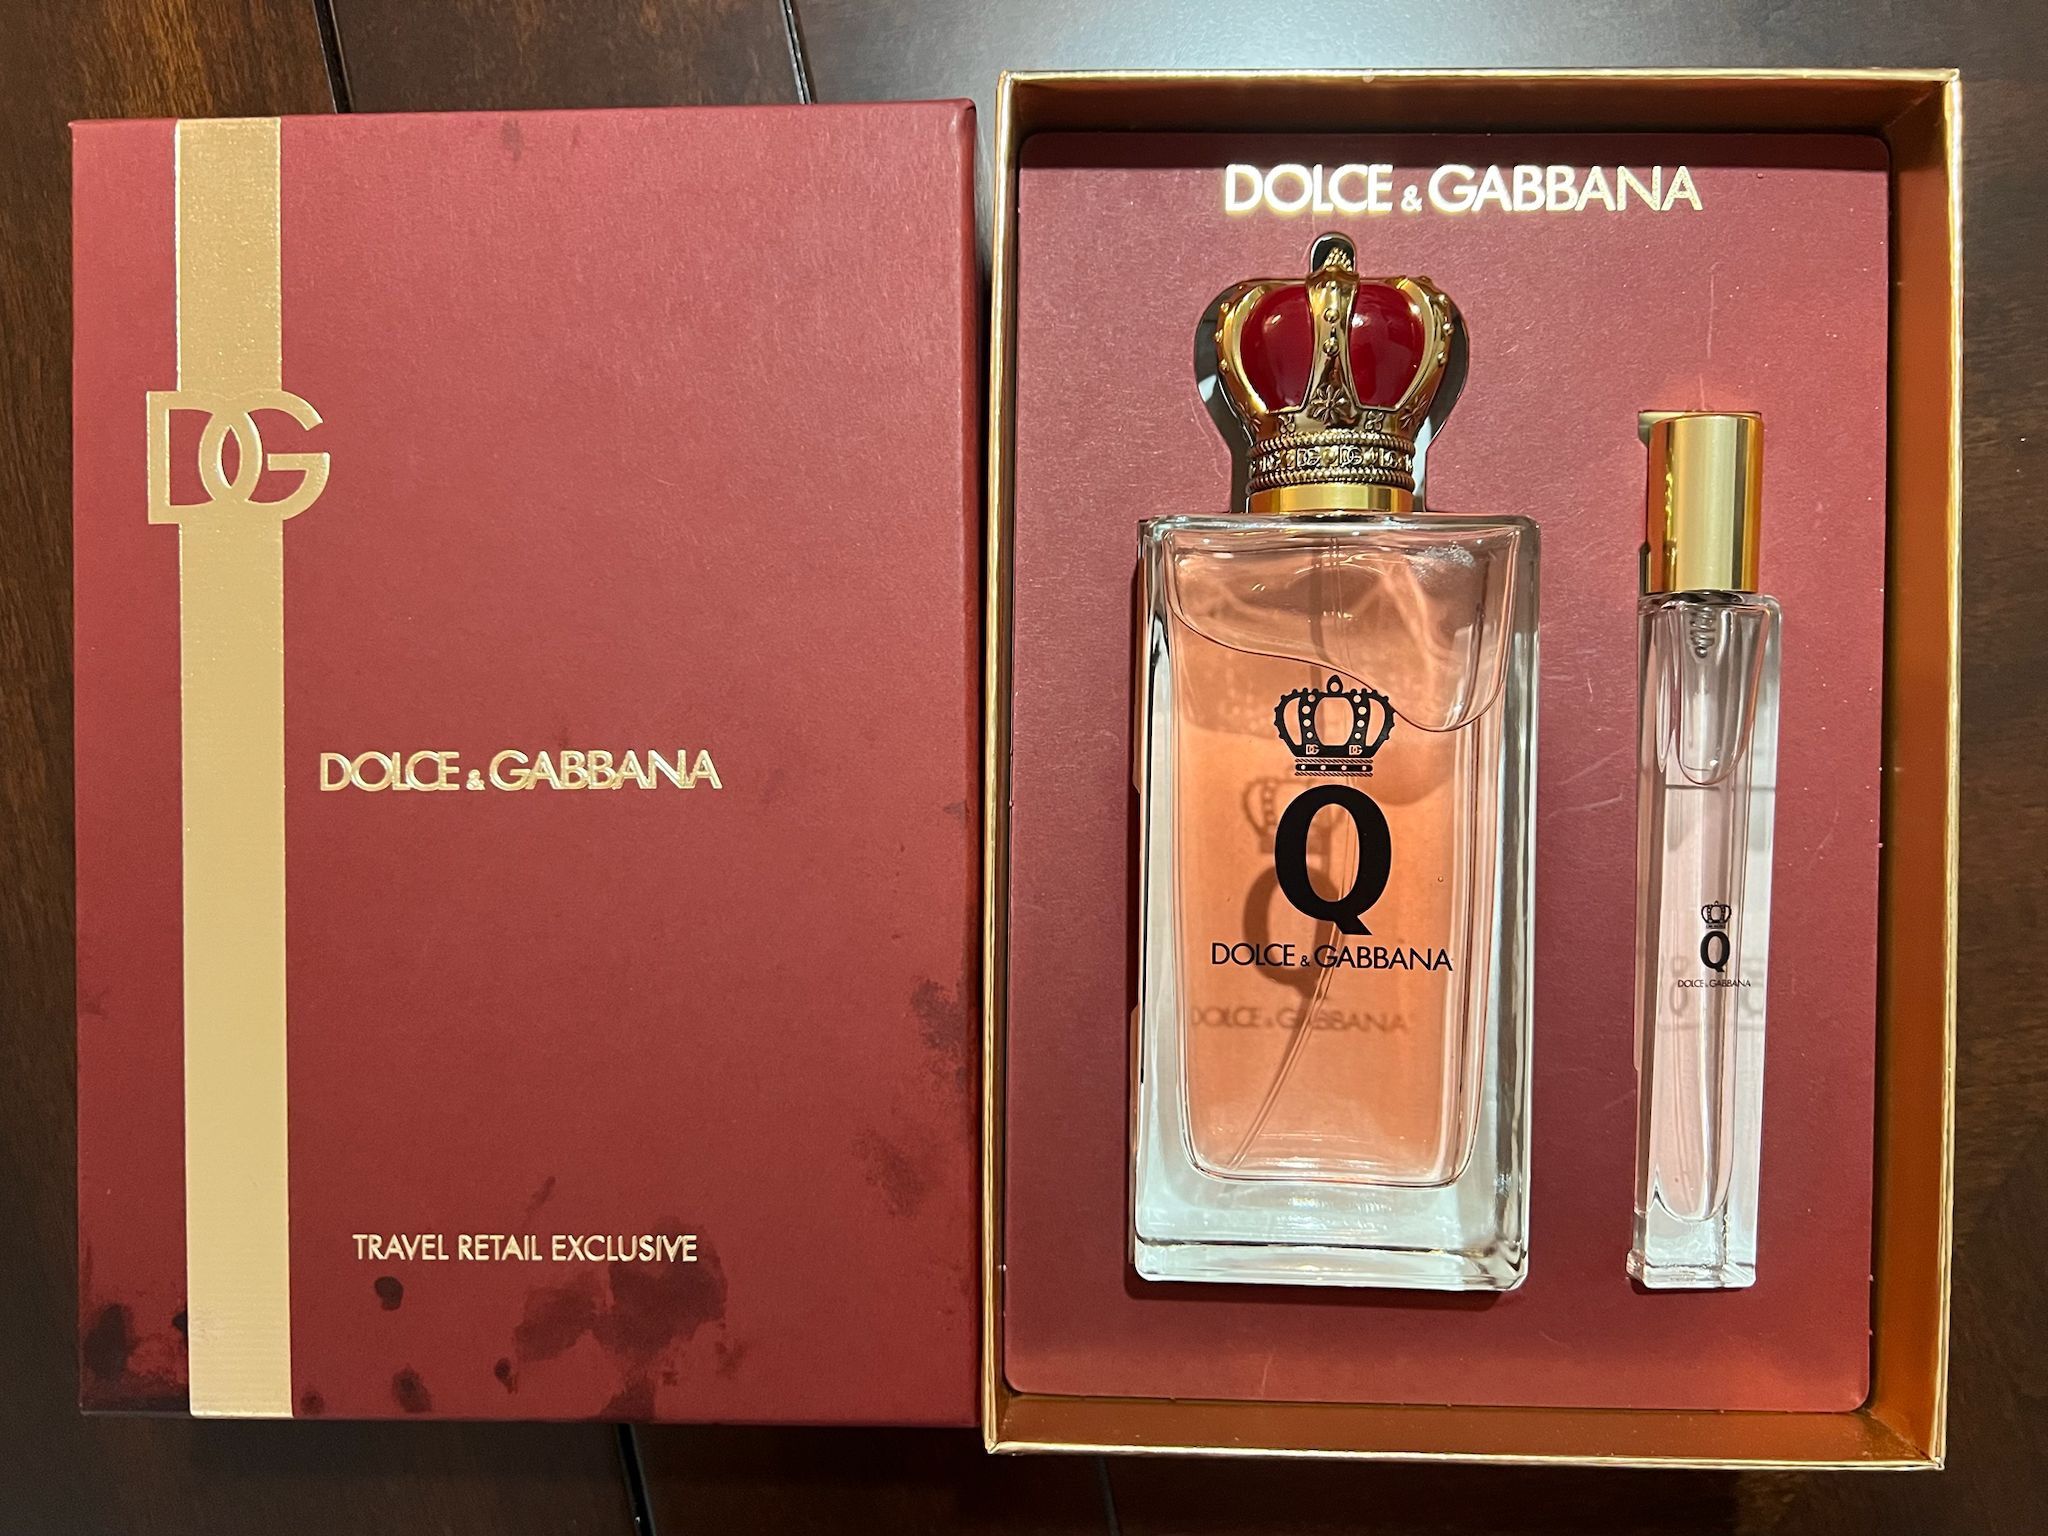 DG
DOLCE & GABBANA
TRAVEL RETAIL EXCLUSIVE
DOLCE & GABBANA
Q
DOLCE & GABBANA
Q
DOLCE & GABBANA